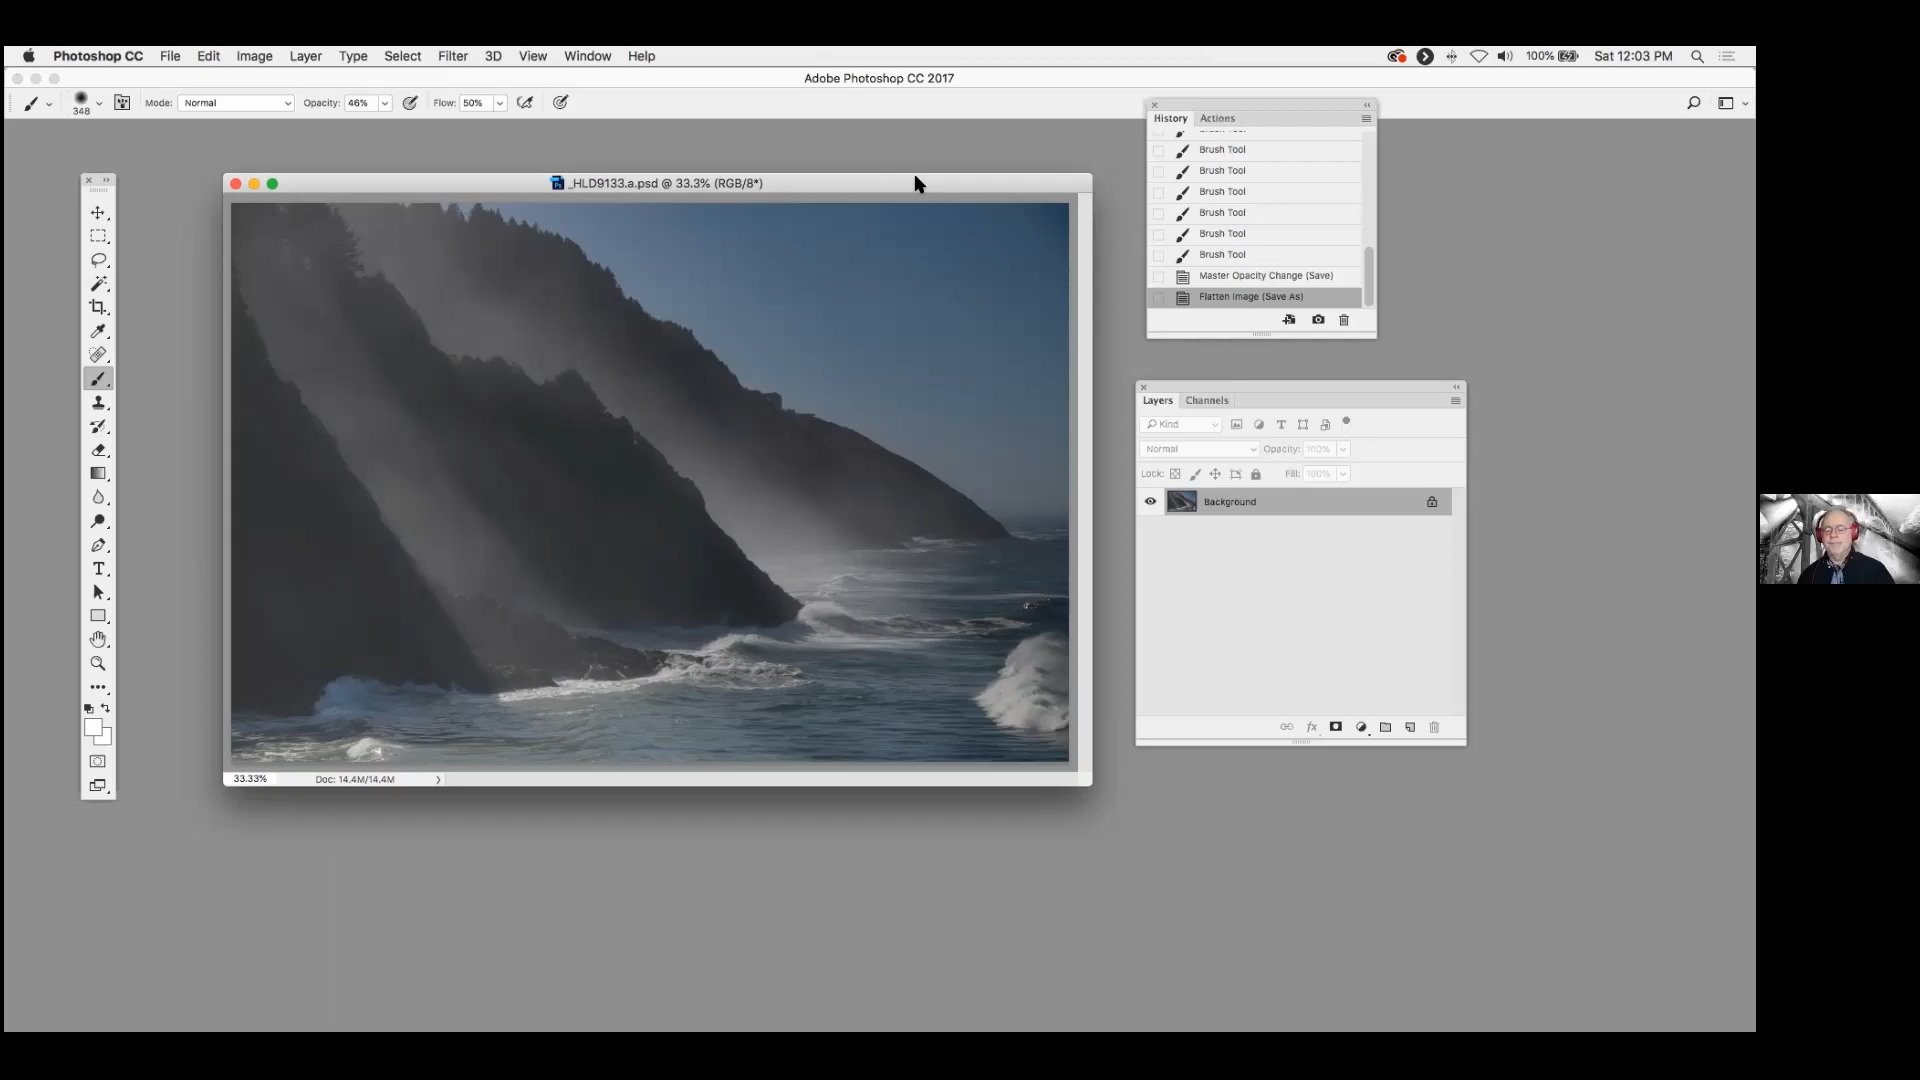 Photoshop CC File Edit Image Layer Type Select Filter 3D View Window Help 100% Sat 12:03 PM
Adobe Photoshop CC 2017
348 Mode: Normal Opacity: 46% Flow: 50%
History Actions
Brush Tool
Brush Tool
Brush Tool
Brush Tool
Brush Tool
Brush Tool
Brush Tool
Master Opacity Change (Save)
Flatten Image (Save As)
_HLD9133.a.psd @ 33.3% (RGB/8*)
33.33% Doc: 14.4M/14.4M
Layers Channels
Kind
Normal Opacity: 100%
Lock: Fill: 100%
Background
fx